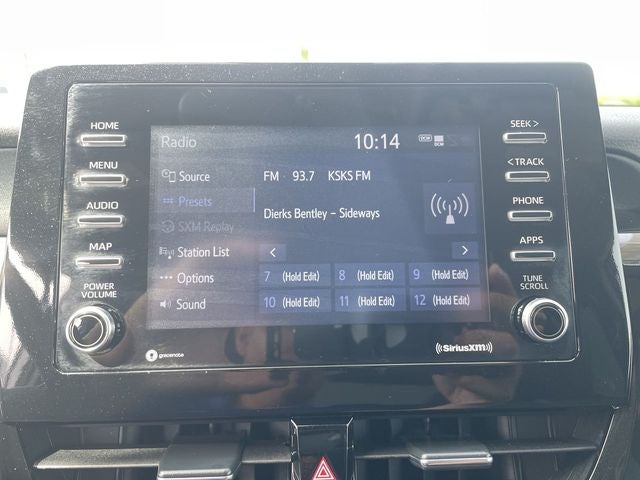 HOME
MENU
AUDIO
MAP
POWER
VOLUME
Radio
10:14
DCM
Source
FM · 93.7 KSKS FM
Presets
SXM Replay
Dierks Bentley – Sideways
Station List
< >
Options
7 (Hold Edit) 8 (Hold Edit) 9 (Hold Edit)
Sound
10 (Hold Edit) 11 (Hold Edit) 12 (Hold Edit)
SEEK >
< TRACK
PHONE
APPS
TUNE
SCROLL
gracenote
((SiriusXM))